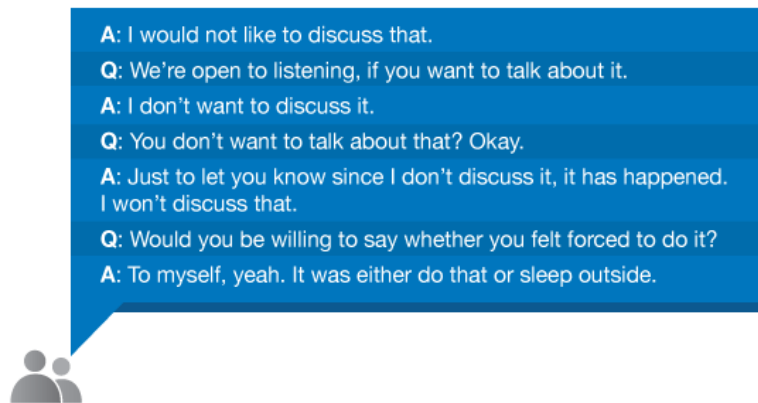 A: I would not like to discuss that.
Q: We’re open to listening, if you want to talk about it.
A: I don’t want to discuss it.
Q: You don’t want to talk about that? Okay.
A: Just to let you know since I don’t discuss it, it has happened.
I won’t discuss that.
Q: Would you be willing to say whether you felt forced to do it?
A: To myself, yeah. It was either do that or sleep outside.